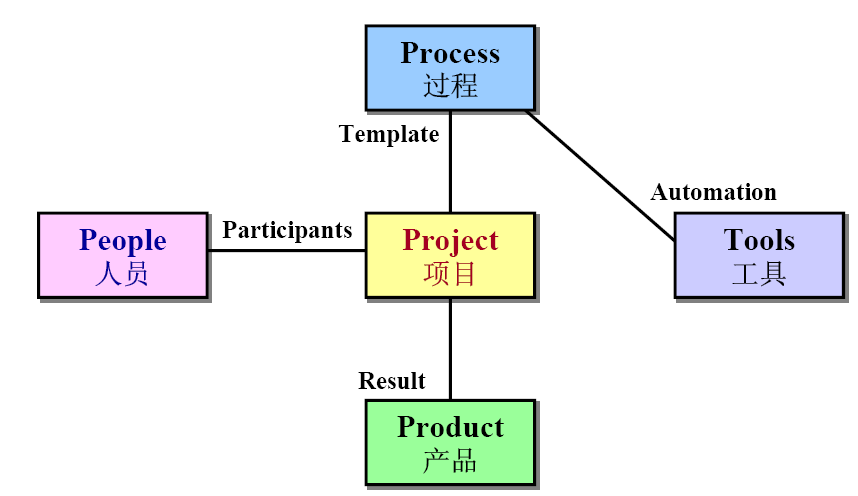 Process
过程
Template
Automation
People
人员
Participants
Project
项目
Tools
工具
Result
Product
产品